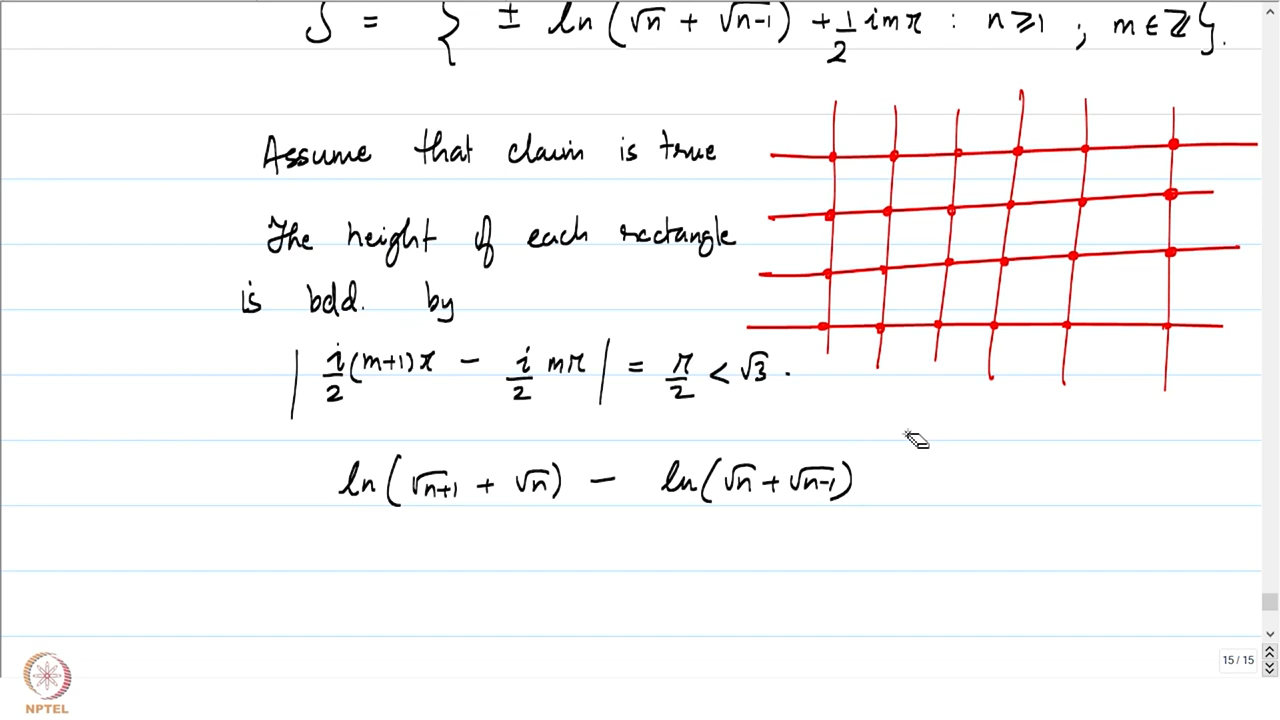 S = { ± ln(√n + √n-1) + 1/2 imπ : n ≥ 1 ; m ∈ ℤ }.
Assume that claim is true
The height of each rectangle
is bdd. by
| i/2 (m+1)π - i/2 mπ | = π/2 < √3 .
ln(√n+1 + √n) - ln(√n + √n-1)
15 / 15
NPTEL